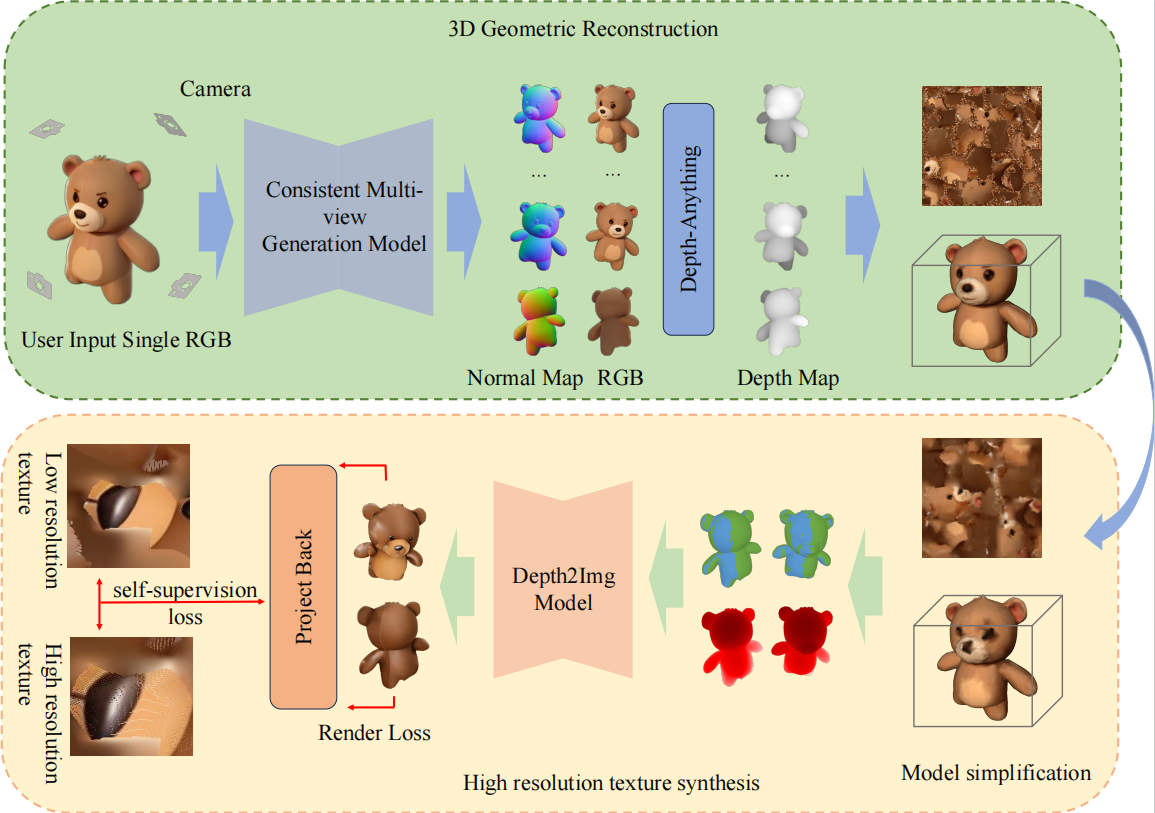 3D Geometric Reconstruction
Camera
Consistent Multi-
view
Generation Model
Depth-Anything
...
...
...
User Input Single RGB
Normal Map
RGB
Depth Map
Low resolution
texture
self-supervision
loss
High resolution
texture
Project Back
Render Loss
Depth2Img
Model
High resolution texture synthesis
Model simplification